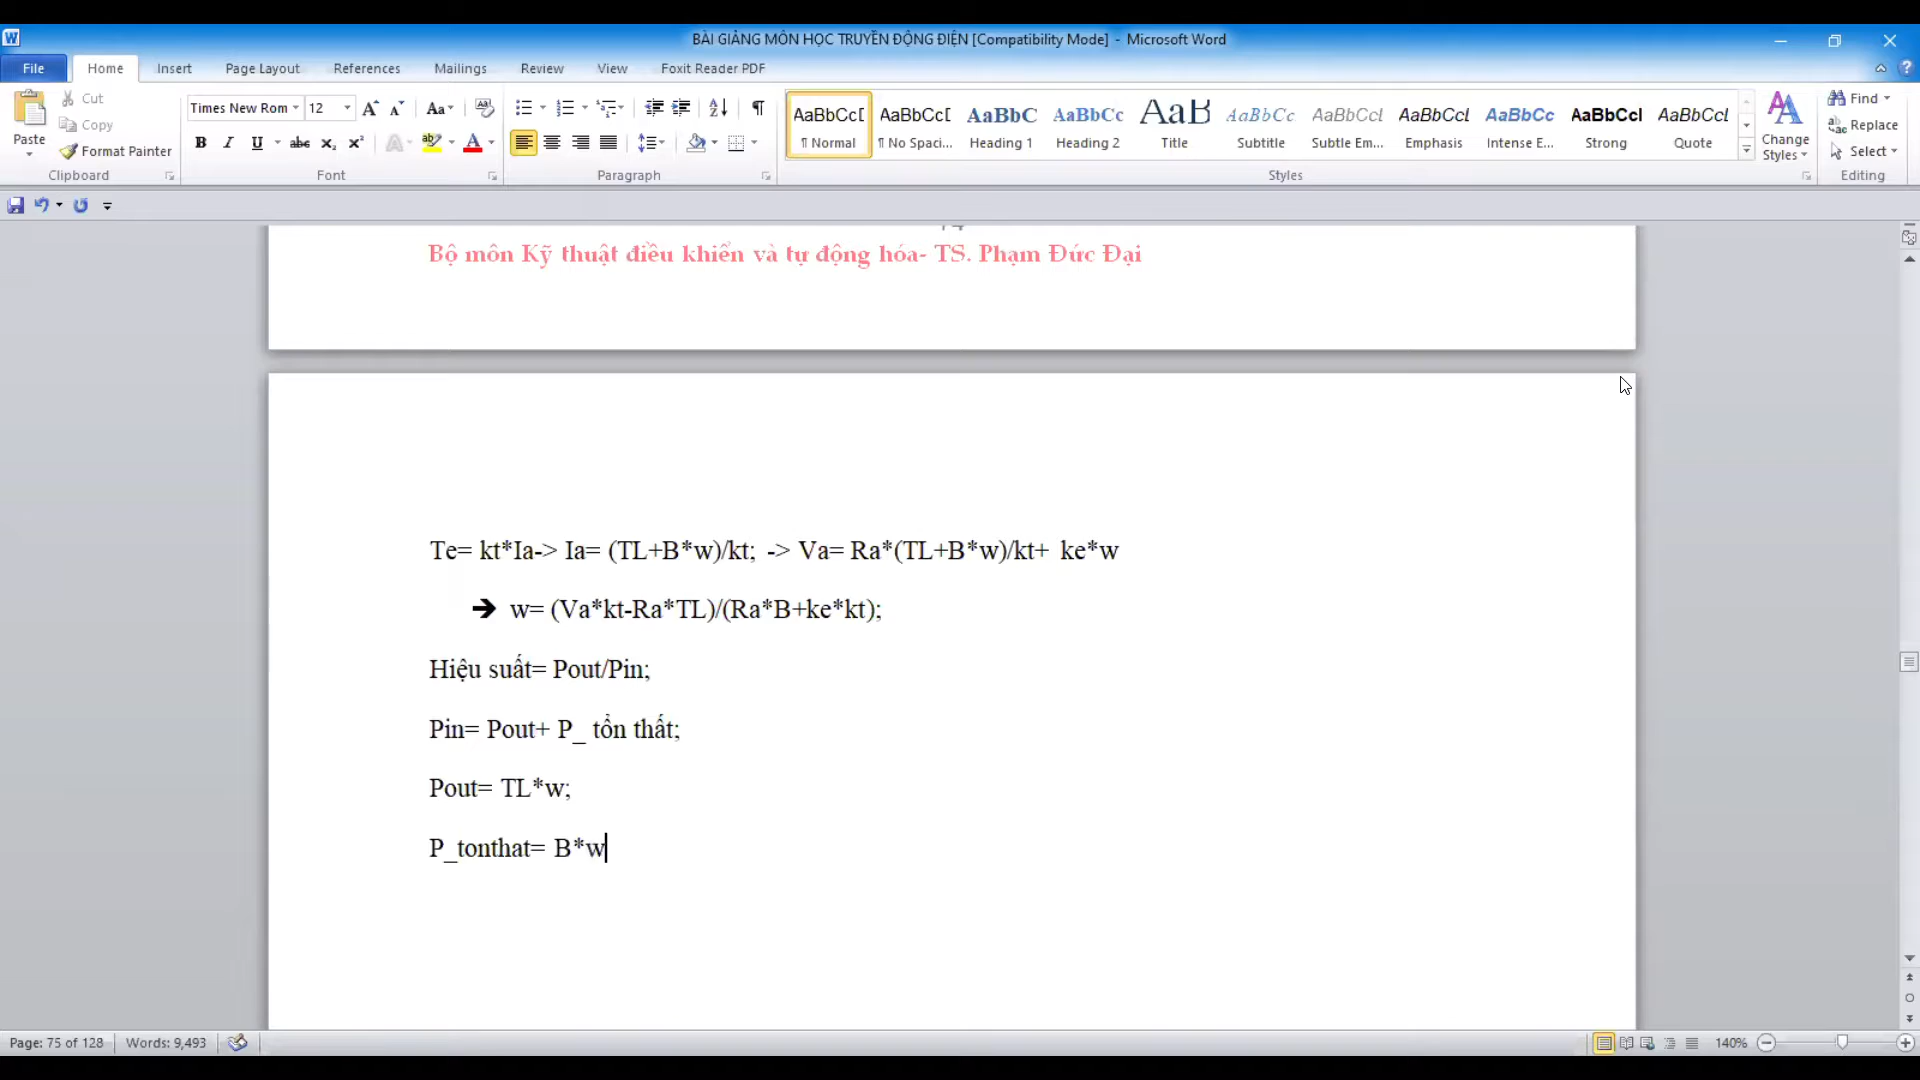 BÀI GIẢNG MÔN HỌC TRUYỀN ĐỘNG ĐIỆN [Compatibility Mode] - Microsoft Word
File Home Insert Page Layout References Mailings Review View Foxit Reader PDF
Paste Cut Copy Format Painter
Clipboard
Times New Rom 12
Font
Paragraph
AaBbCcD AaBbCcD AaBbC AaBbCc AaB AaBbCc AaBbCcD AaBbCcD AaBbCc AaBbCcl AaBbCcL
¶ Normal ¶ No Spaci... Heading 1 Heading 2 Title Subtitle Subtle Em... Emphasis Intense E... Strong Quote
Styles
Change Styles
Find
Replace
Select
Editing
Bộ môn Kỹ thuật điều khiển và tự động hóa- TS. Phạm Đức Đại
Te= kt*Ia-> Ia= (TL+B*w)/kt; -> Va= Ra*(TL+B*w)/kt+ ke*w
➔ w= (Va*kt-Ra*TL)/(Ra*B+ke*kt);
Hiệu suất= Pout/Pin;
Pin= Pout+ P_ tổn thất;
Pout= TL*w;
P_tonthat= B*w
Page: 75 of 128 Words: 9,493 140%